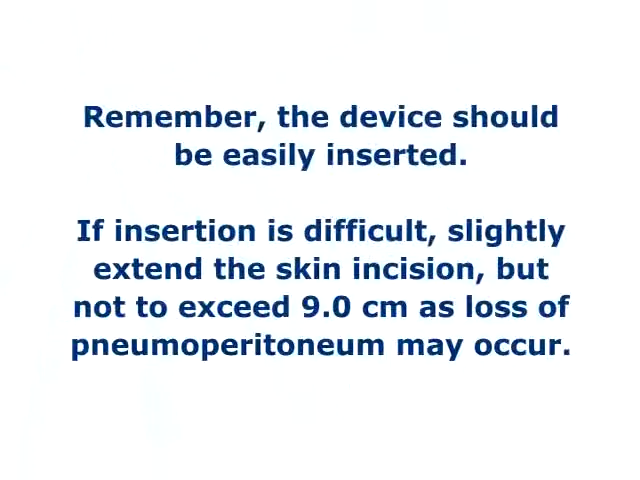 Remember, the device should
be easily inserted.
If insertion is difficult, slightly
extend the skin incision, but
not to exceed 9.0 cm as loss of
pneumoperitoneum may occur.